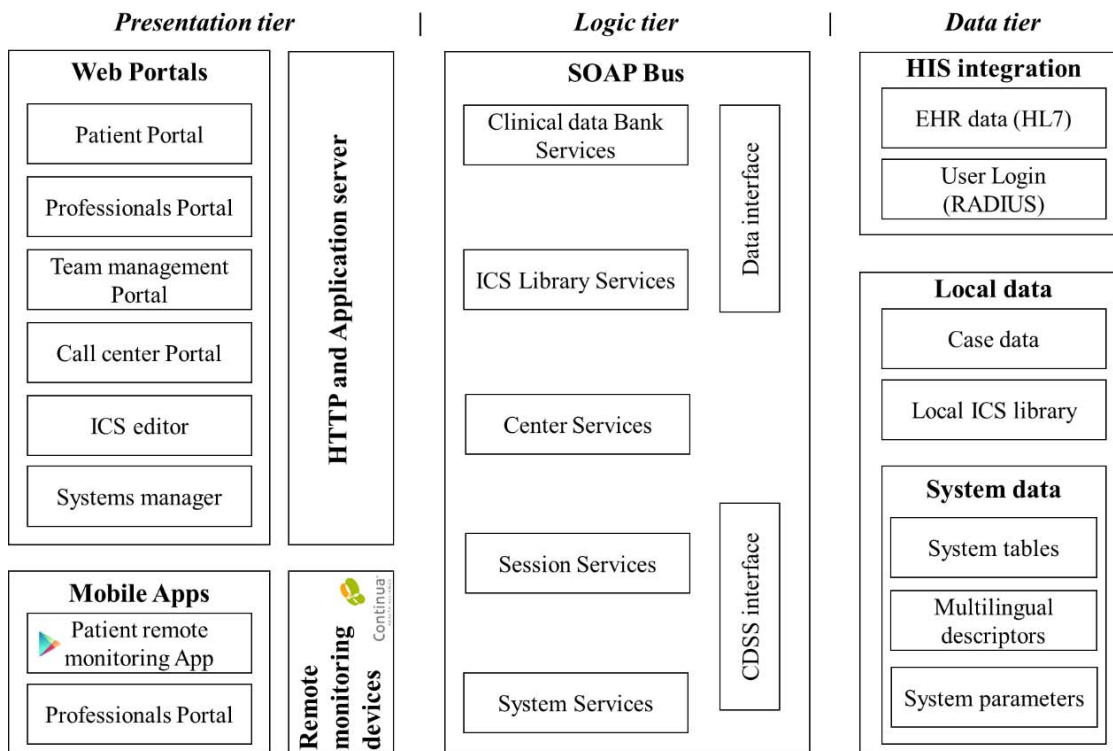 Presentation tier | Logic tier | Data tier
Web Portals
Patient Portal
Professionals Portal
Team management
Portal
Call center Portal
ICS editor
Systems manager
HTTP and Application server
Mobile Apps
Patient remote
monitoring App
Professionals Portal
Remote
monitoring
devices
Continua
SOAP Bus
Clinical data Bank
Services
ICS Library Services
Center Services
Session Services
System Services
Data interface
CDSS interface
HIS integration
EHR data (HL7)
User Login
(RADIUS)
Local data
Case data
Local ICS library
System data
System tables
Multilingual
descriptors
System parameters